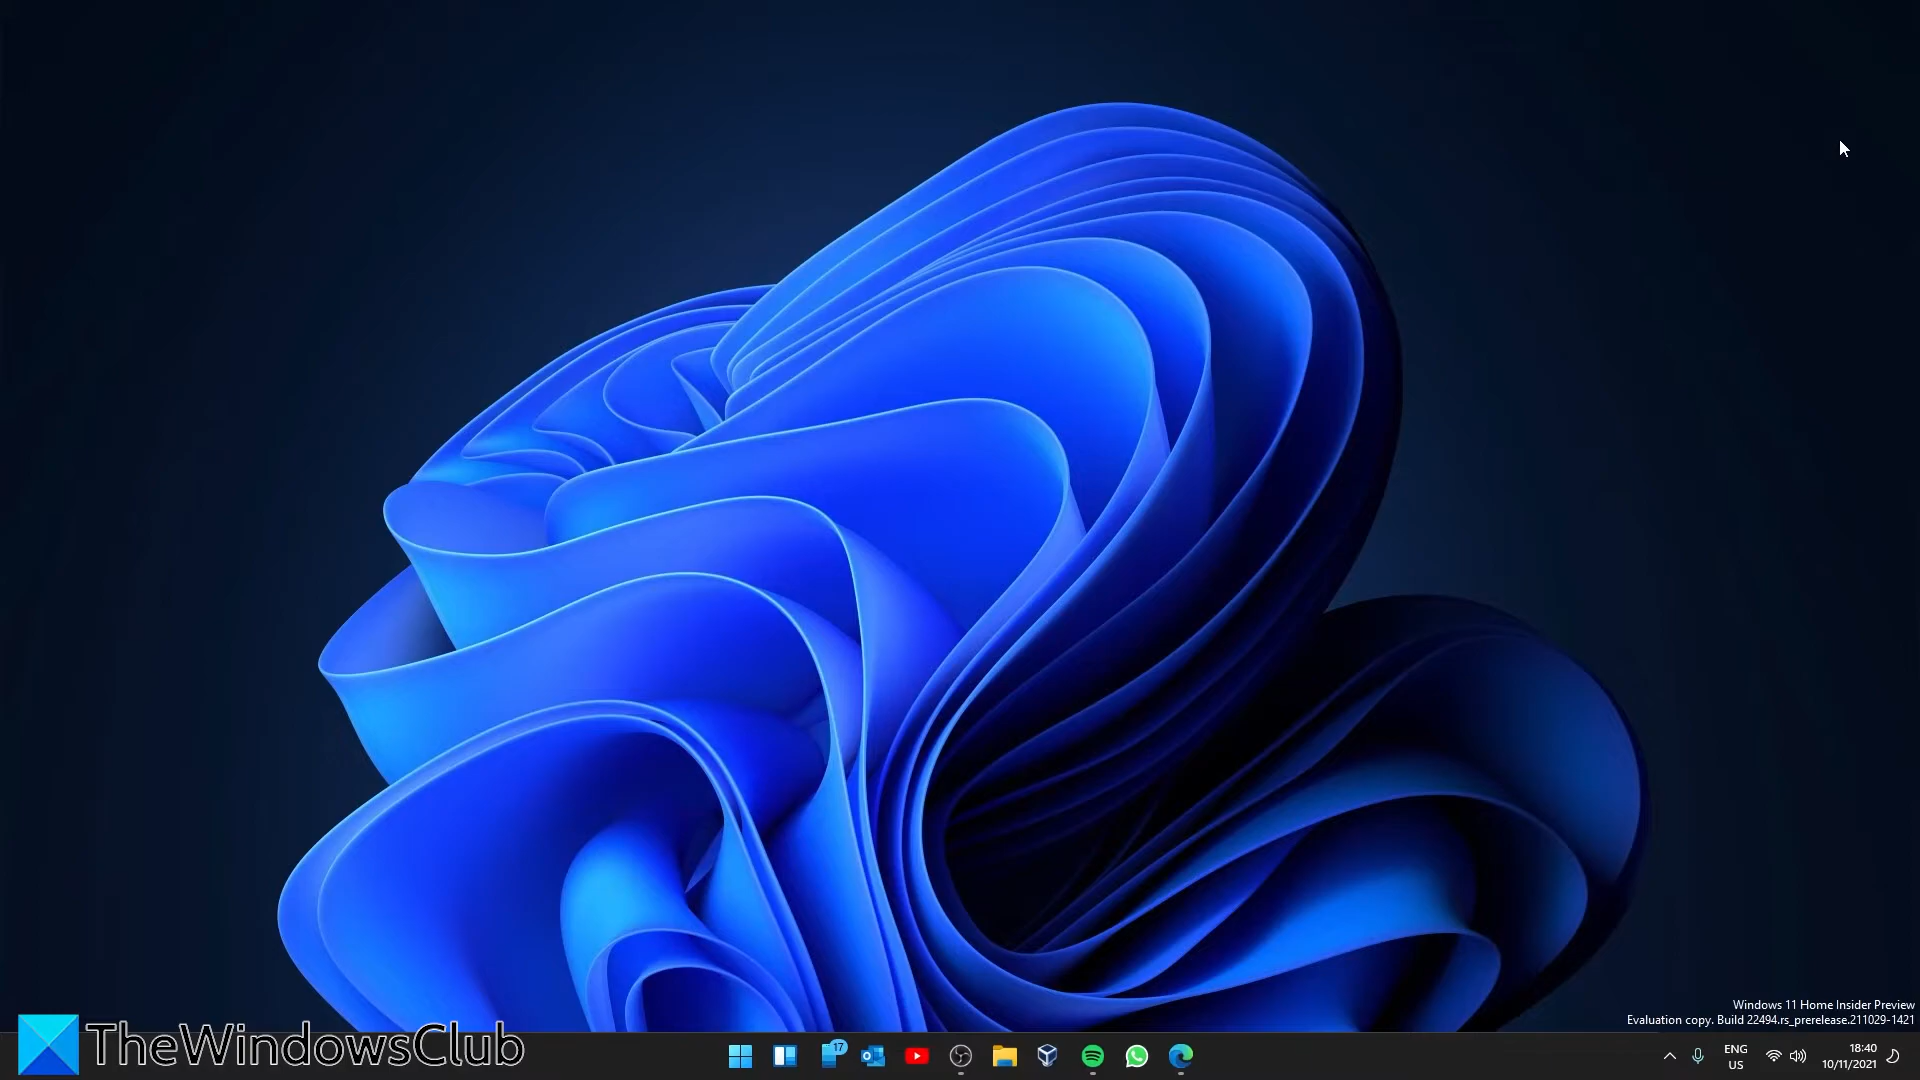 Windows 11 Home Insider Preview
Evaluation copy. Build 22494.rs_prerelease.211029-1421
TheWindowsClub
17
ENG
US
18:40
10/11/2021